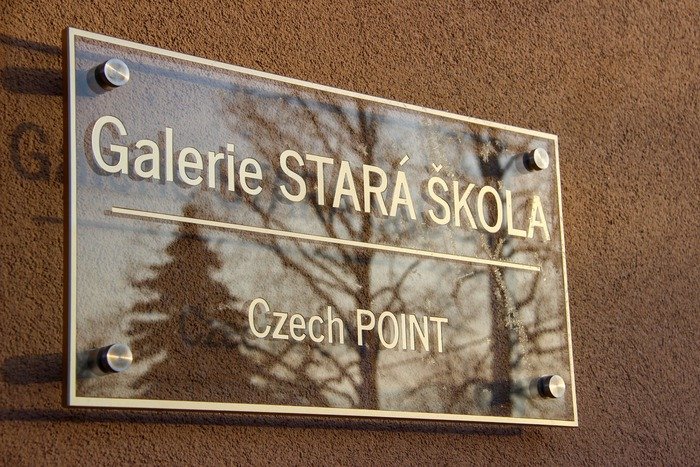 Galerie STARÁ ŠKOLA
Czech POINT